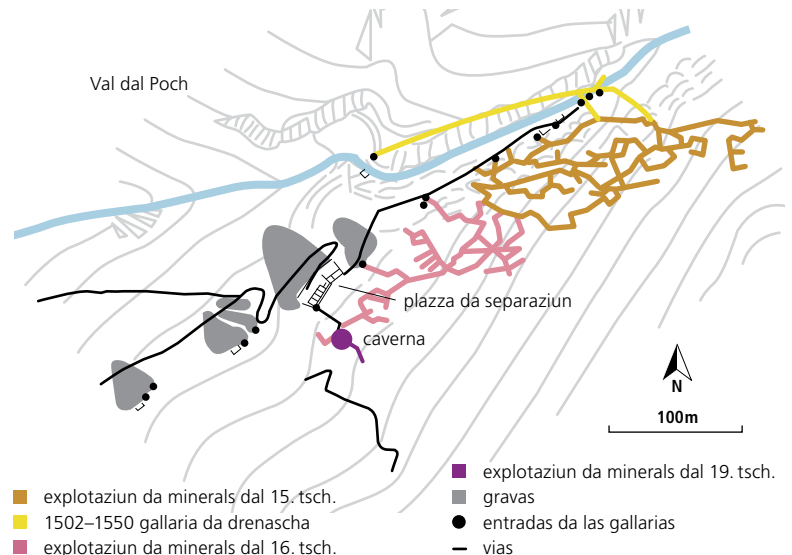 Val dal Poch
plazza da separaziun
caverna
N
100m
explotaziun da minerals dal 15. tsch.
1502–1550 gallaria da drenascha
explotaziun da minerals dal 16. tsch.
explotaziun da minerals dal 19. tsch.
gravas
entradas da las gallarias
vias